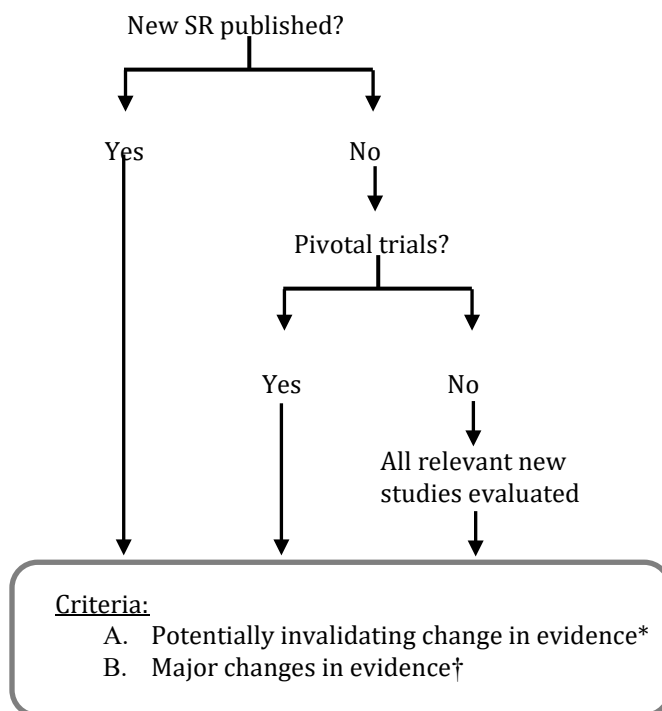 New SR published?
Yes
No
Pivotal trials?
Yes
No
All relevant new
studies evaluated
Criteria:
A. Potentially invalidating change in evidence*
B. Major changes in evidence†